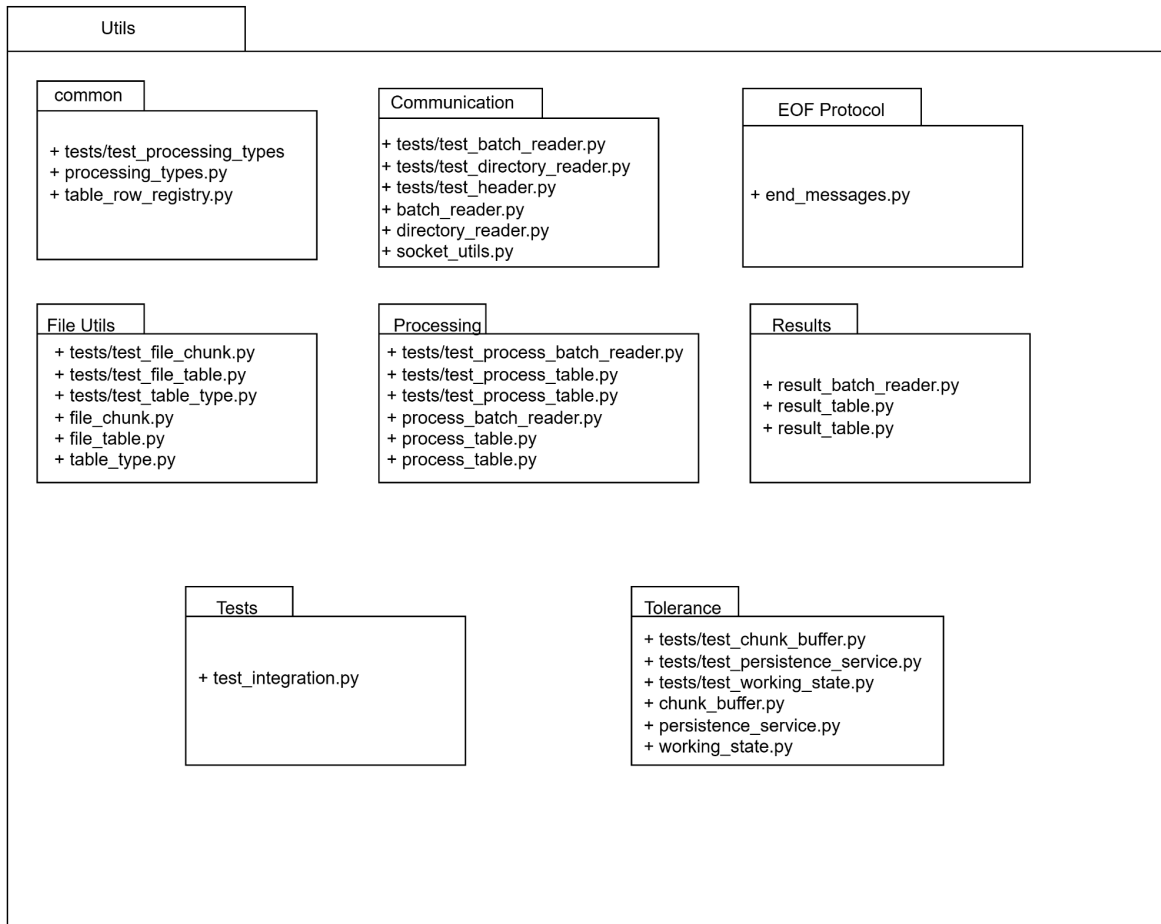 Utils
common
+ tests/test_processing_types
+ processing_types.py
+ table_row_registry.py
Communication
+ tests/test_batch_reader.py
+ tests/test_directory_reader.py
+ tests/test_header.py
+ batch_reader.py
+ directory_reader.py
+ socket_utils.py
EOF Protocol
+ end_messages.py
File Utils
+ tests/test_file_chunk.py
+ tests/test_file_table.py
+ tests/test_table_type.py
+ file_chunk.py
+ file_table.py
+ table_type.py
Processing
+ tests/test_process_batch_reader.py
+ tests/test_process_table.py
+ tests/test_process_table.py
+ process_batch_reader.py
+ process_table.py
+ process_table.py
Results
+ result_batch_reader.py
+ result_table.py
+ result_table.py
Tests
+ test_integration.py
Tolerance
+ tests/test_chunk_buffer.py
+ tests/test_persistence_service.py
+ tests/test_working_state.py
+ chunk_buffer.py
+ persistence_service.py
+ working_state.py